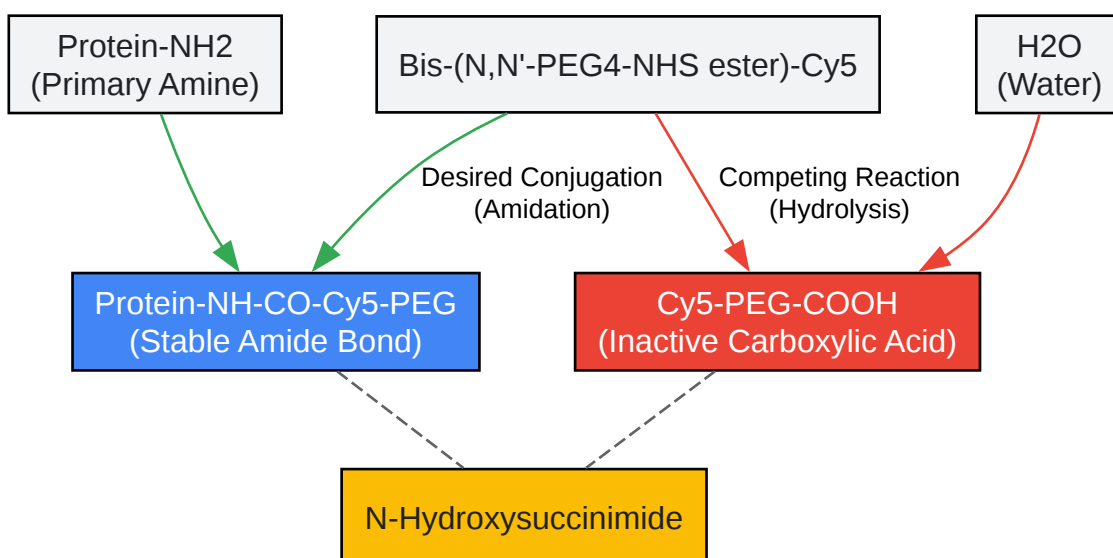 Protein-NH2
(Primary Amine)
Bis-(N,N'-PEG4-NHS ester)-Cy5
H2O
(Water)
Desired Conjugation
(Amidation)
Competing Reaction
(Hydrolysis)
Protein-NH-CO-Cy5-PEG
(Stable Amide Bond)
Cy5-PEG-COOH
(Inactive Carboxylic Acid)
N-Hydroxysuccinimide